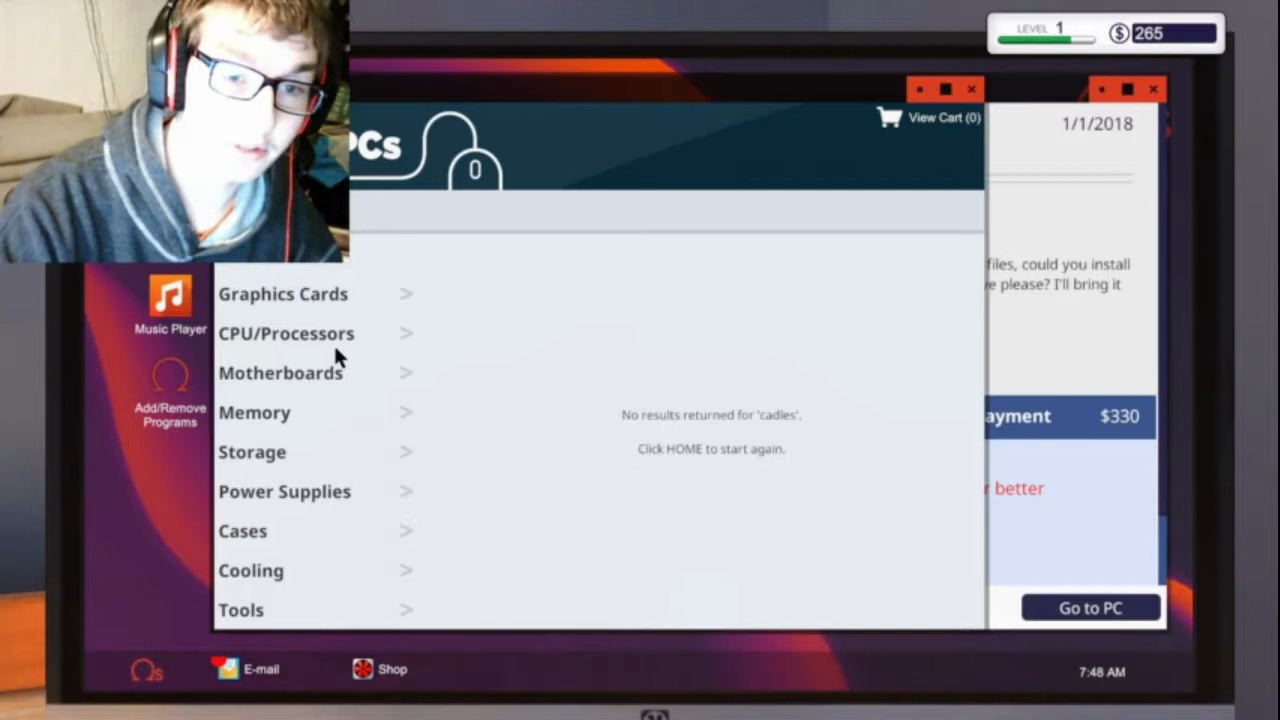 LEVEL 1
$ 265
PCs
View Cart (0)
1/1/2018
files, could you install
please? I'll bring it
Music Player
Add/Remove
Programs
Graphics Cards >
CPU/Processors >
Motherboards >
Memory >
Storage >
Power Supplies >
Cases >
Cooling >
Tools >
No results returned for 'cadles'.
Click HOME to start again.
ayment $330
better
Go to PC
E-mail
Shop
7:48 AM